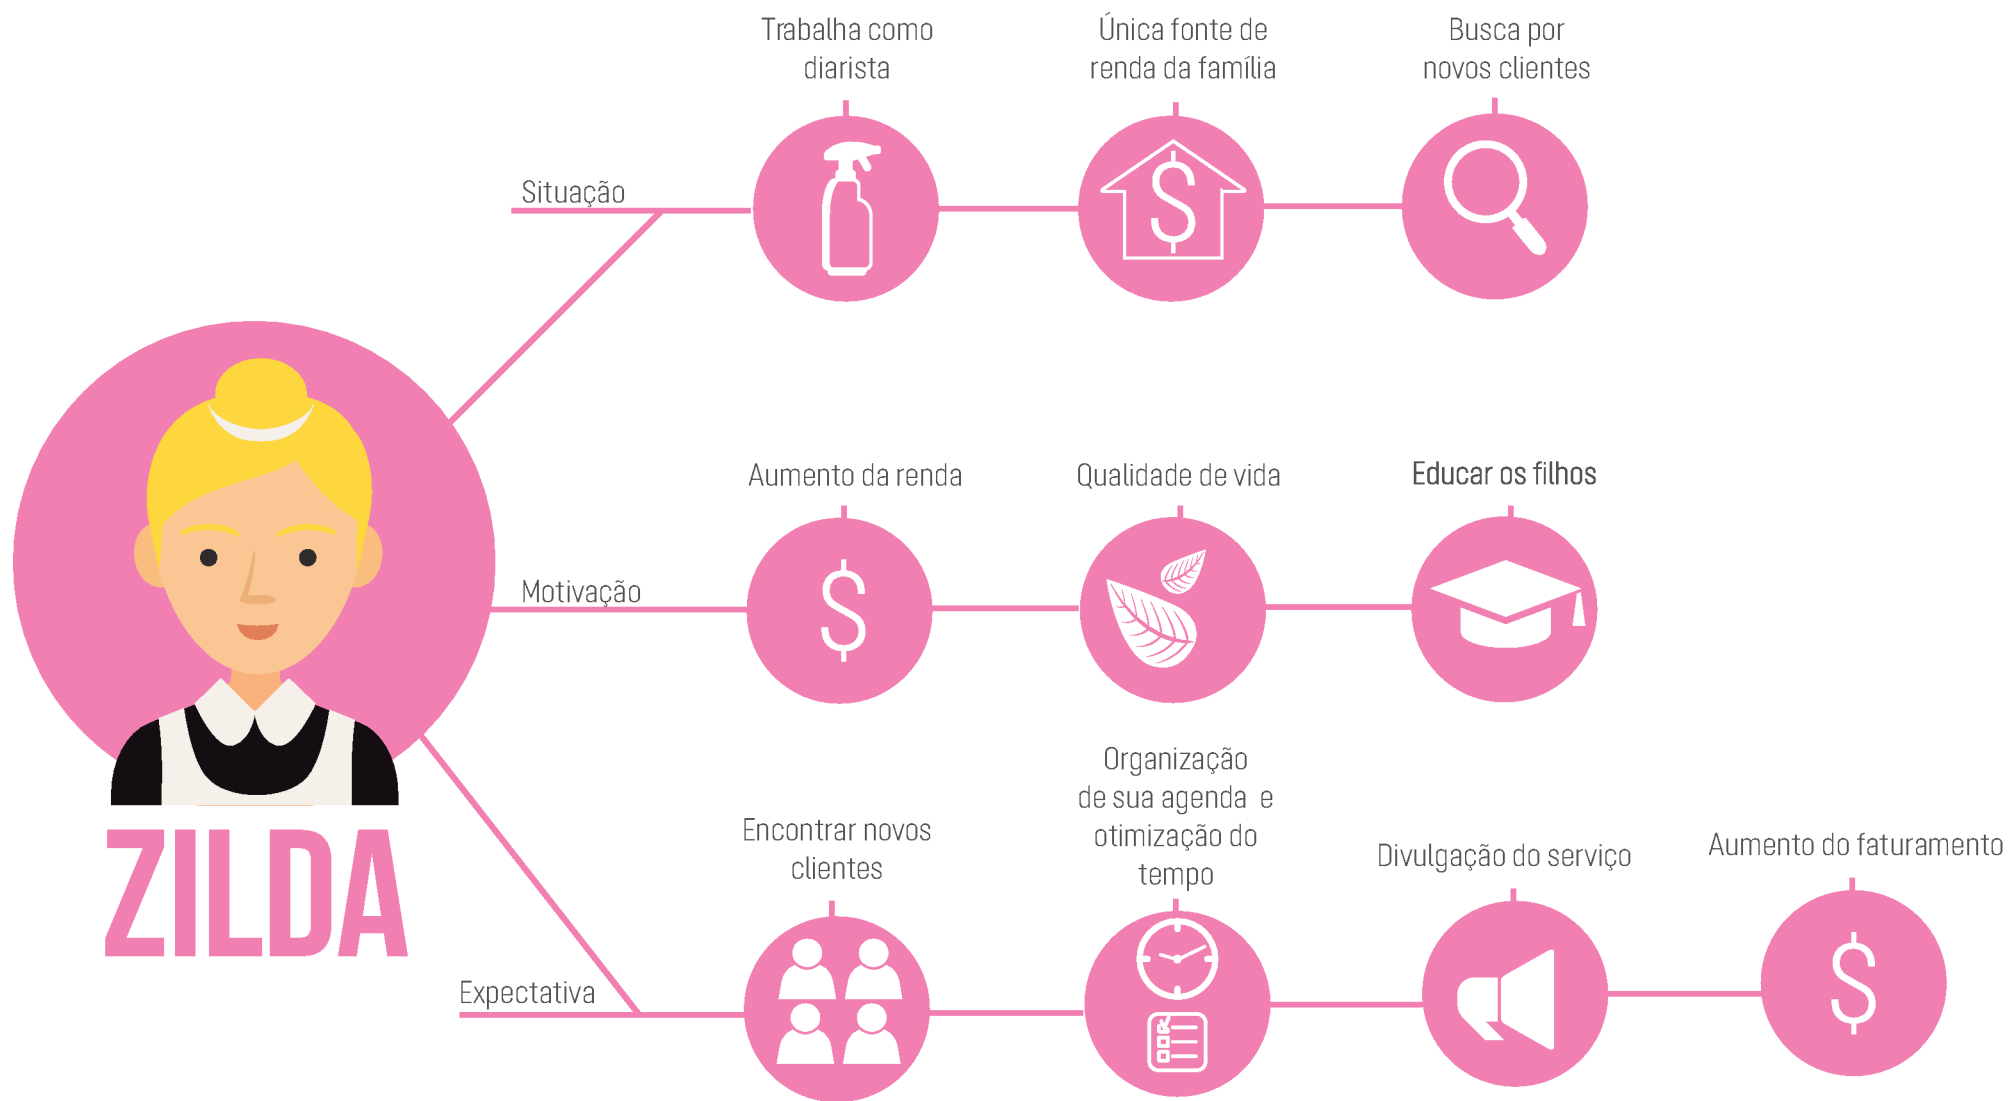 Trabalha como
diarista
Única fonte de
renda da família
Busca por
novos clientes
Situação
Aumento da renda
Qualidade de vida
Educar os filhos
Motivação
Organização
de sua agenda e
otimização do
tempo
Encontrar novos
clientes
Divulgação do serviço
Aumento do faturamento
ZILDA
Expectativa